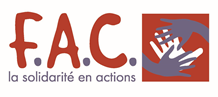 F.A.C.
la solidarité en actions